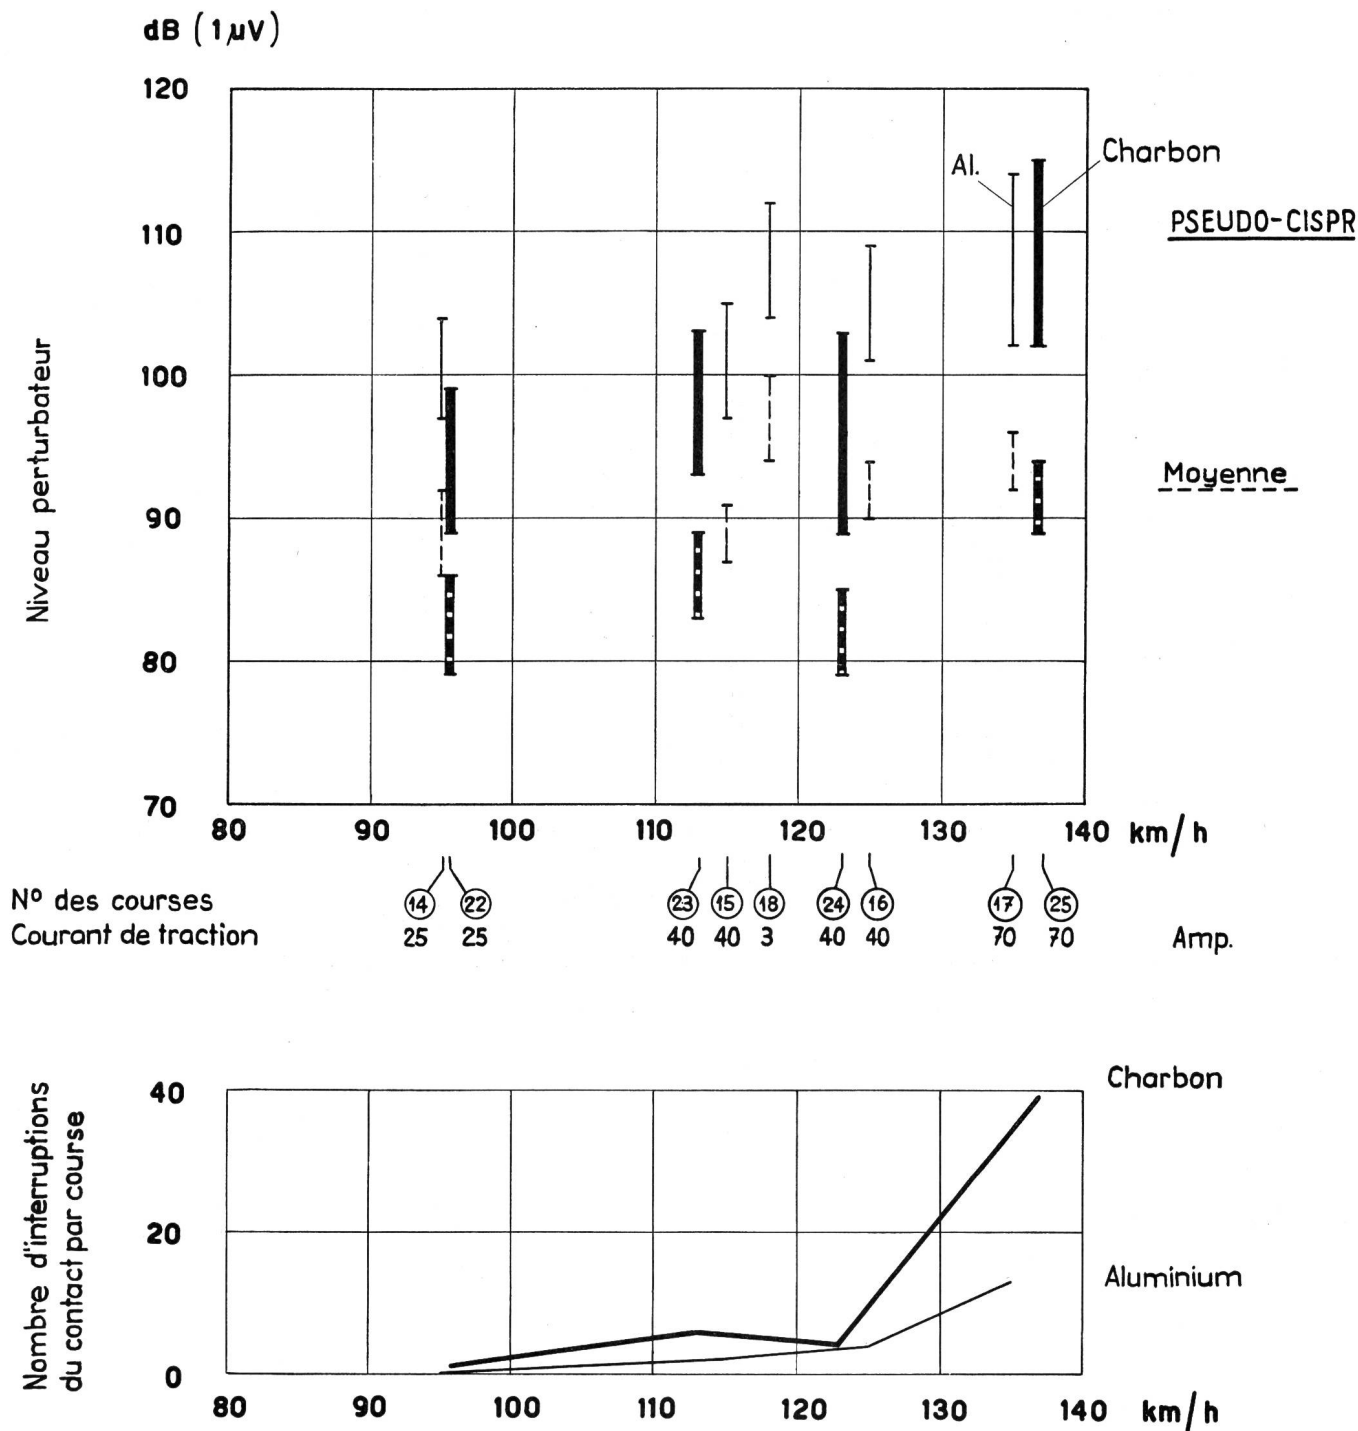 dB (1µV)
120
110
100
90
80
70
Niveau perturbateur
Al.
Charbon
PSEUDO-CISPR
Moyenne
80 90 100 110 120 130 140 km/h
Nº des courses 14 22 23 15 18 24 16 17 25
Courant de traction 25 25 40 40 3 40 40 70 70 Amp.
Nombre d'interruptions
du contact par course
40
20
0
Charbon
Aluminium
80 90 100 110 120 130 140 km/h